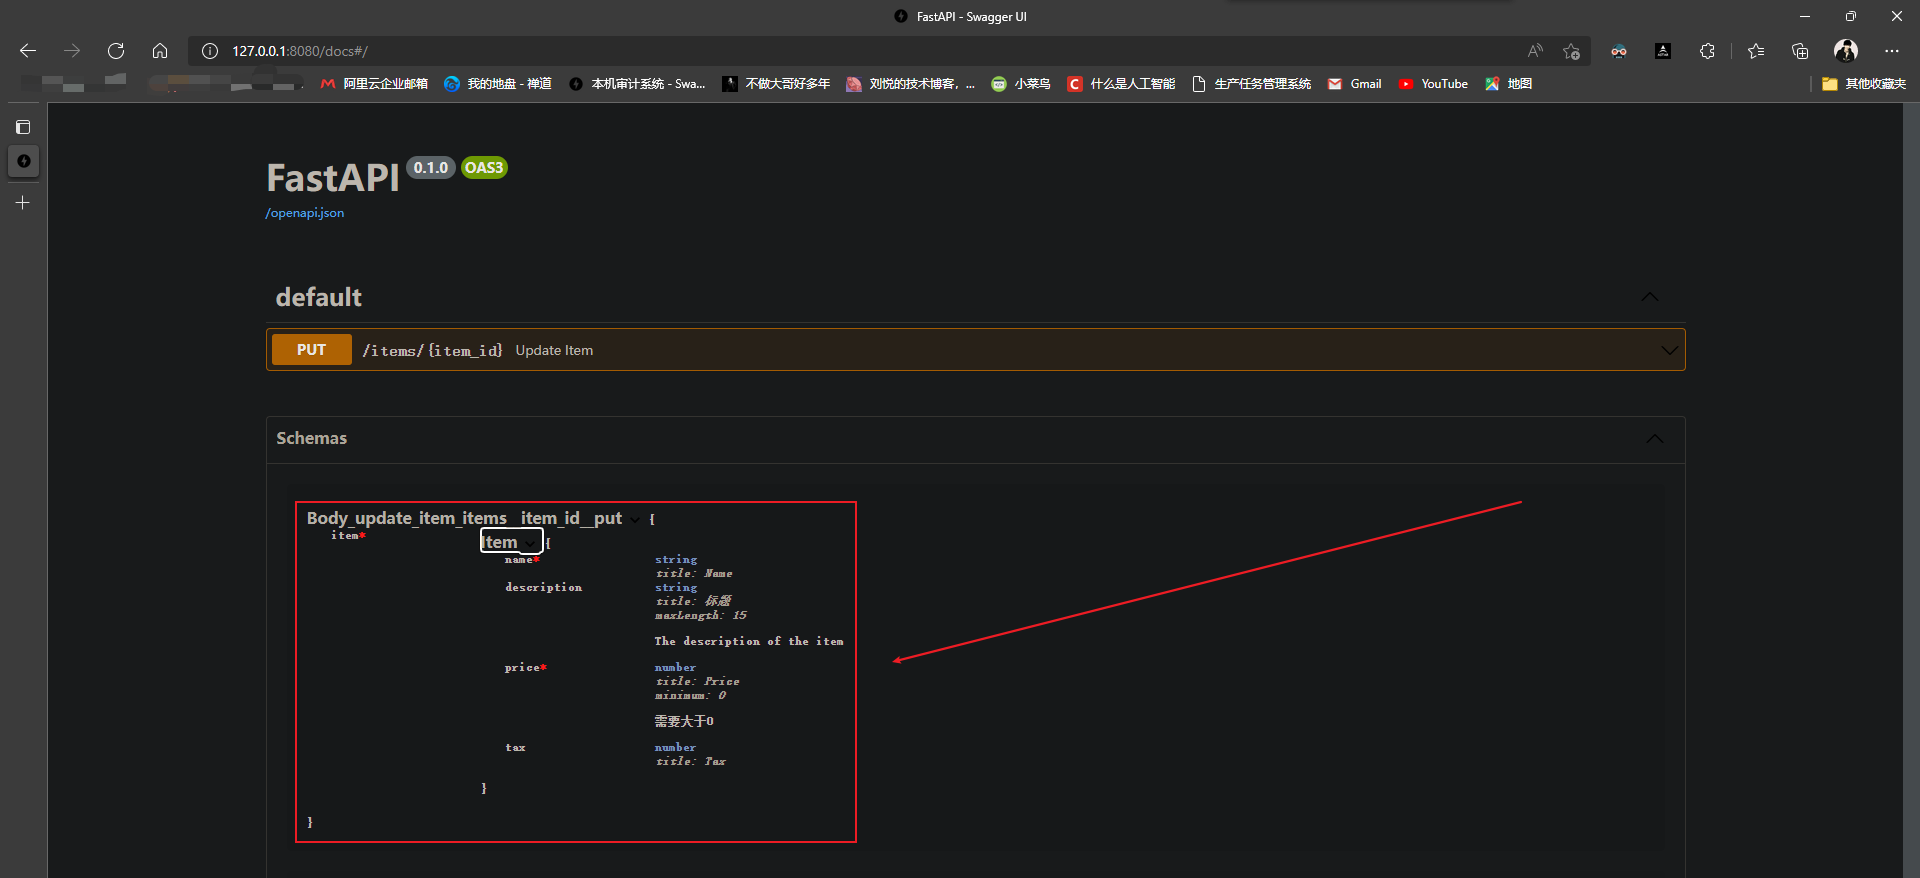 FastAPI - Swagger UI
127.0.0.1:8080/docs#/
阿里云企业邮箱 我的地盘 - 禅道 本机审计系统 - Swa... 不做大哥好多年 刘悦的技术博客，... 小菜鸟 什么是人工智能 生产任务管理系统 Gmail YouTube 地图 其他收藏夹
FastAPI 0.1.0 OAS3
/openapi.json
default
PUT /items/{item_id} Update Item
Schemas
Body_update_item_items__item_id__put {
item*
Item {
name* string
title: Name
description string
title: 标题
maxLength: 15
The description of the item
price* number
title: Price
minimum: 0
需要大于0
tax number
title: Tax
}
}